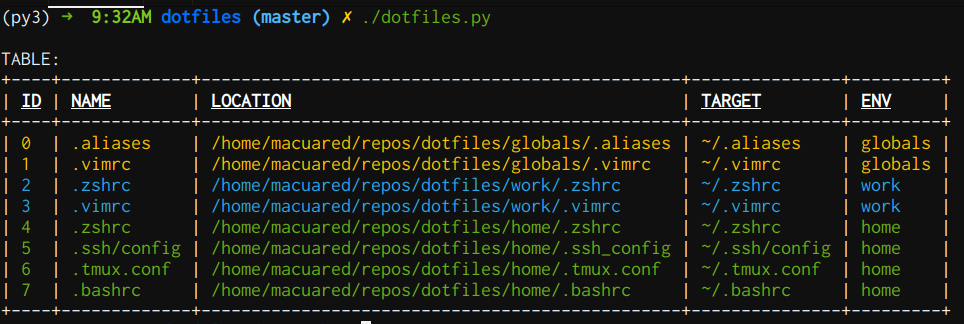 (py3) ➜ 9:32AM dotfiles (master) ✗ ./dotfiles.py
TABLE:
+----+-------------+------------------------------------------------+--------------+---------+
| ID | NAME | LOCATION | TARGET | ENV |
+----+-------------+------------------------------------------------+--------------+---------+
| 0 | .aliases | /home/macuared/repos/dotfiles/globals/.aliases | ~/.aliases | globals |
| 1 | .vimrc | /home/macuared/repos/dotfiles/globals/.vimrc | ~/.vimrc | globals |
| 2 | .zshrc | /home/macuared/repos/dotfiles/work/.zshrc | ~/.zshrc | work |
| 3 | .vimrc | /home/macuared/repos/dotfiles/work/.vimrc | ~/.vimrc | work |
| 4 | .zshrc | /home/macuared/repos/dotfiles/home/.zshrc | ~/.zshrc | home |
| 5 | .ssh/config | /home/macuared/repos/dotfiles/home/.ssh_config | ~/.ssh/config | home |
| 6 | .tmux.conf | /home/macuared/repos/dotfiles/home/.tmux.conf | ~/.tmux.conf | home |
| 7 | .bashrc | /home/macuared/repos/dotfiles/home/.bashrc | ~/.bashrc | home |
+----+-------------+------------------------------------------------+--------------+---------+